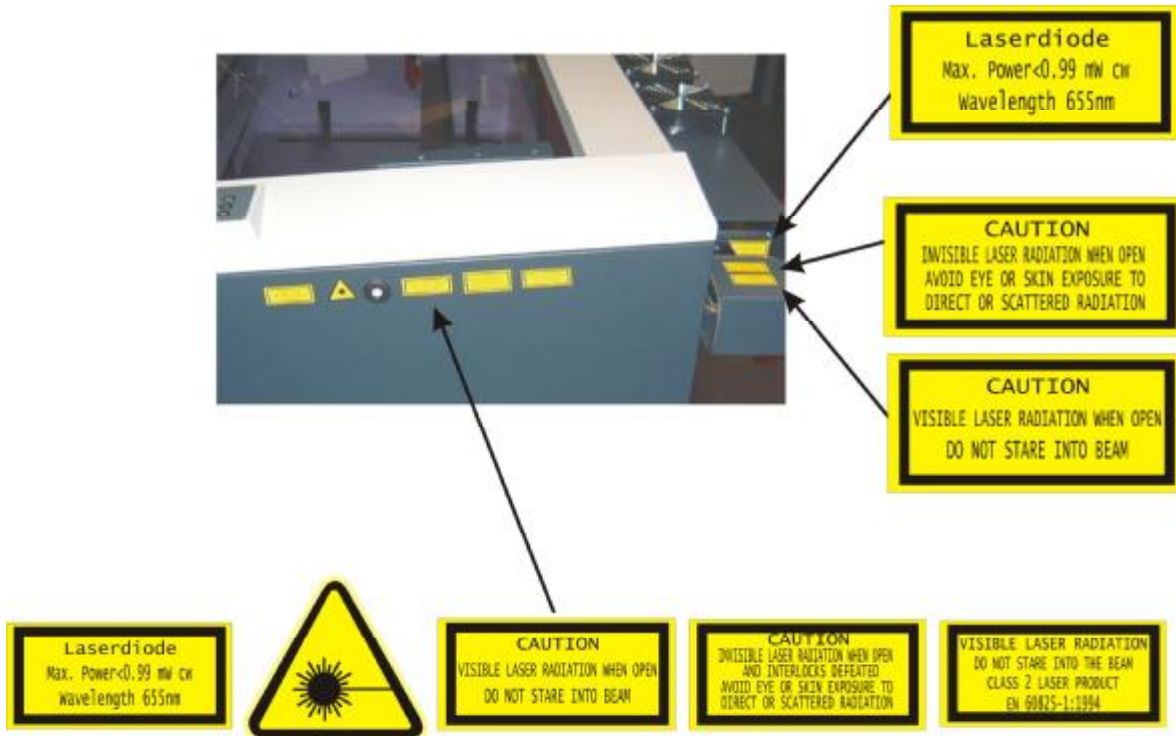 Laserdiode
Max. Power<0.99 mW cw
Wavelength 655nm
CAUTION
INVISIBLE LASER RADIATION WHEN OPEN
AVOID EYE OR SKIN EXPOSURE TO
DIRECT OR SCATTERED RADIATION
CAUTION
VISIBLE LASER RADIATION WHEN OPEN
DO NOT STARE INTO BEAM
Laserdiode
Max. Power<0.99 mW cw
Wavelength 655nm
CAUTION
VISIBLE LASER RADIATION WHEN OPEN
DO NOT STARE INTO BEAM
CAUTION
INVISIBLE LASER RADIATION WHEN OPEN
AND INTERLOCKS DEFEATED
AVOID EYE OR SKIN EXPOSURE TO
DIRECT OR SCATTERED RADIATION
VISIBLE LASER RADIATION
DO NOT STARE INTO THE BEAM
CLASS 2 LASER PRODUCT
EN 60825-1:1994